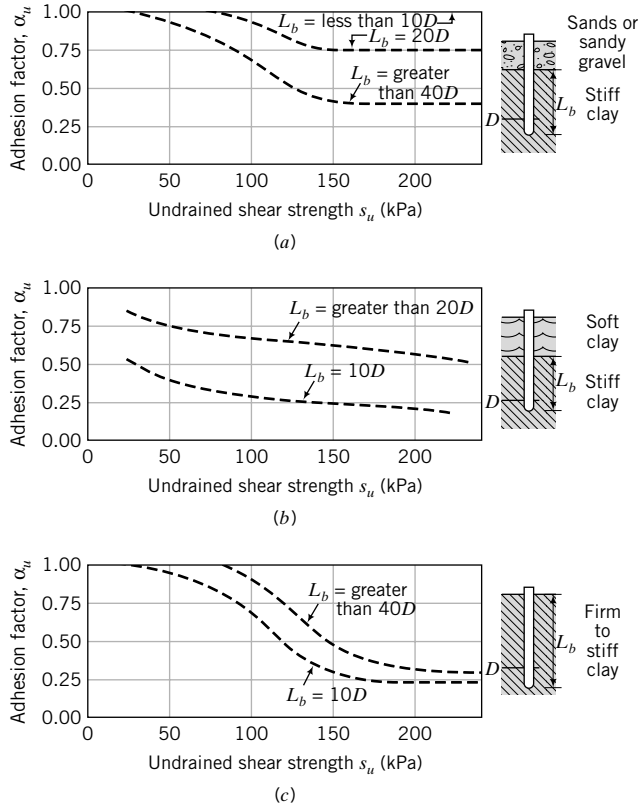 Adhesion factor, αu
1.00
0.75
0.50
0.25
0.00
Lb = less than 10D
Lb = 20D
Lb = greater
than 40D
0
50
100
150
200
Undrained shear strength su (kPa)
(a)
Sands or
sandy
gravel
Lb
Stiff
clay
D
Adhesion factor, αu
1.00
0.75
0.50
0.25
0.00
Lb = greater than 20D
Lb = 10D
0
50
100
150
200
Undrained shear strength su (kPa)
(b)
Soft
clay
Lb
Stiff
clay
D
Adhesion factor, αu
1.00
0.75
0.50
0.25
0.00
Lb = greater
than 40D
Lb = 10D
0
50
100
150
200
Undrained shear strength su (kPa)
(c)
Firm
to
stiff
clay
Lb
D